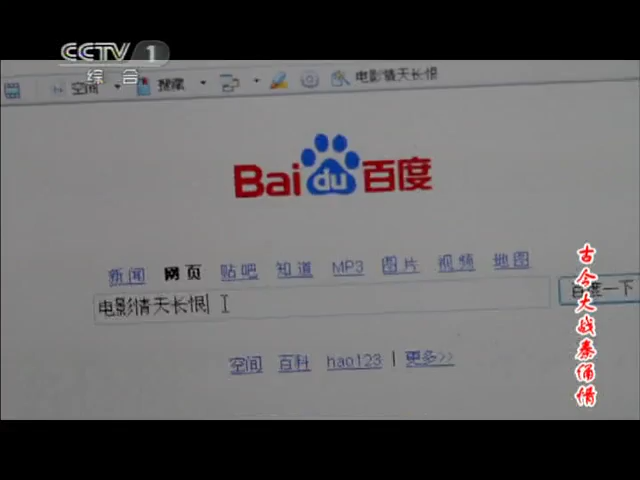 CCTV 1
综合
空间 搜藏 电影情天长恨
Bai du 百度
新闻 网页 贴吧 知道 MP3 图片 视频 地图
电影情天长恨 百度一下
空间 百科 hao123 | 更多>>
古今大战秦俑情